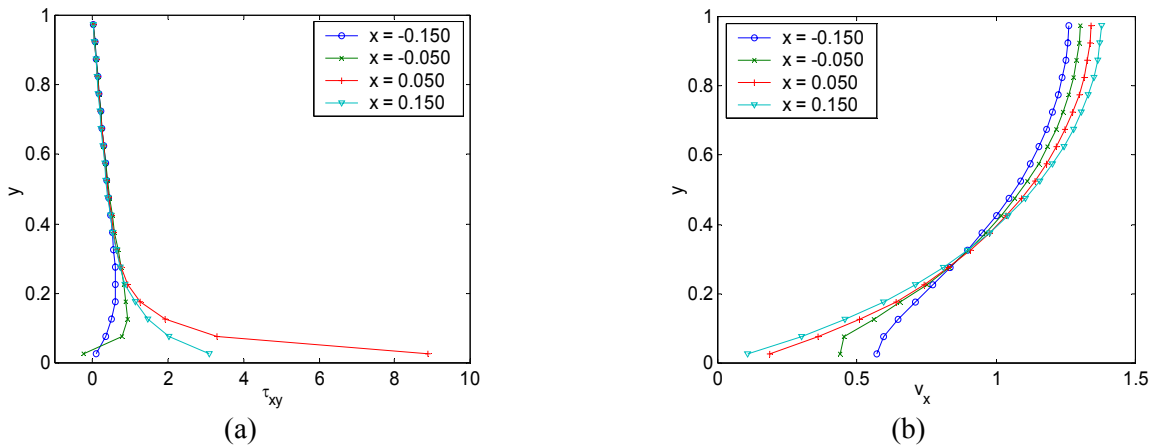 1
0.8
0.6
0.4
0.2
0
y
0 2 4 6 8 10
τxy
x = -0.150
x = -0.050
x = 0.050
x = 0.150
(a)
1
0.8
0.6
0.4
0.2
0
y
0 0.5 1 1.5
vx
x = -0.150
x = -0.050
x = 0.050
x = 0.150
(b)